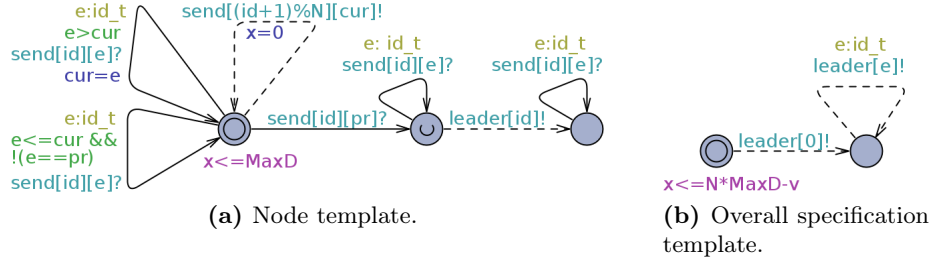 e:id_t
e>cur
send[id][e]?
cur=e
send[(id+1)%N][cur]!
x=0
e:id_t
e<=cur &&
!(e==pr)
send[id][e]?
x<=MaxD
send[id][pr]?
e: id_t
send[id][e]?
leader[id]!
e:id_t
send[id][e]?
(a) Node template.
e:id_t
leader[e]!
leader[0]!
x<=N*MaxD-v
(b) Overall specification
template.